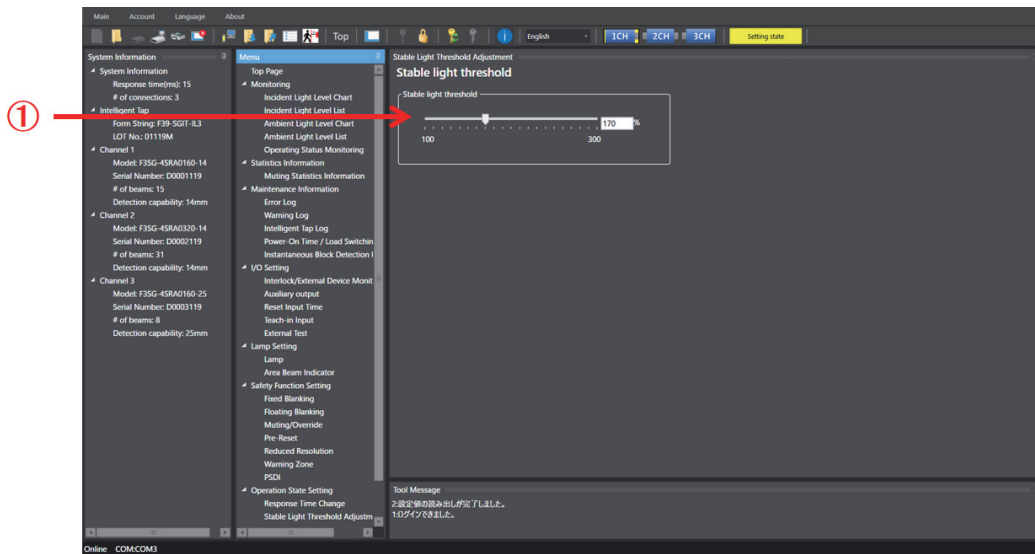 Main Account Language About
Top English 1CH 2CH 3CH Setting state
System Information
System Information
Response time(ms): 15
# of connections: 3
Intelligent Tap
Form String: F39-SGIT-IL3
LOT No.: 01119M
Channel 1
Model: F3SG-4SRA0160-14
Serial Number: D0001119
# of beams: 15
Detection capability: 14mm
Channel 2
Model: F3SG-4SRA0320-14
Serial Number: D0002119
# of beams: 31
Detection capability: 14mm
Channel 3
Model: F3SG-4SRA0160-25
Serial Number: D0003119
# of beams: 8
Detection capability: 25mm
Menu
Top Page
Monitoring
Incident Light Level Chart
Incident Light Level List
Ambient Light Level Chart
Ambient Light Level List
Operating Status Monitoring
Statistics Information
Muting Statistics Information
Maintenance Information
Error Log
Warning Log
Intelligent Tap Log
Power-On Time / Load Switchin
Instantaneous Block Detection I
I/O Setting
Interlock/External Device Monit
Auxiliary output
Reset Input Time
Teach-in Input
External Test
Lamp Setting
Lamp
Area Beam Indicator
Safety Function Setting
Fixed Blanking
Floating Blanking
Muting/Override
Pre-Reset
Reduced Resolution
Warning Zone
PSDI
Operation State Setting
Response Time Change
Stable Light Threshold Adjustm
Stable Light Threshold Adjustment
Stable light threshold
Stable light threshold
①
170 %
100 300
Tool Message
2:設定値の読み出しが完了しました。
1:ログインできました。
Online COM:COM3